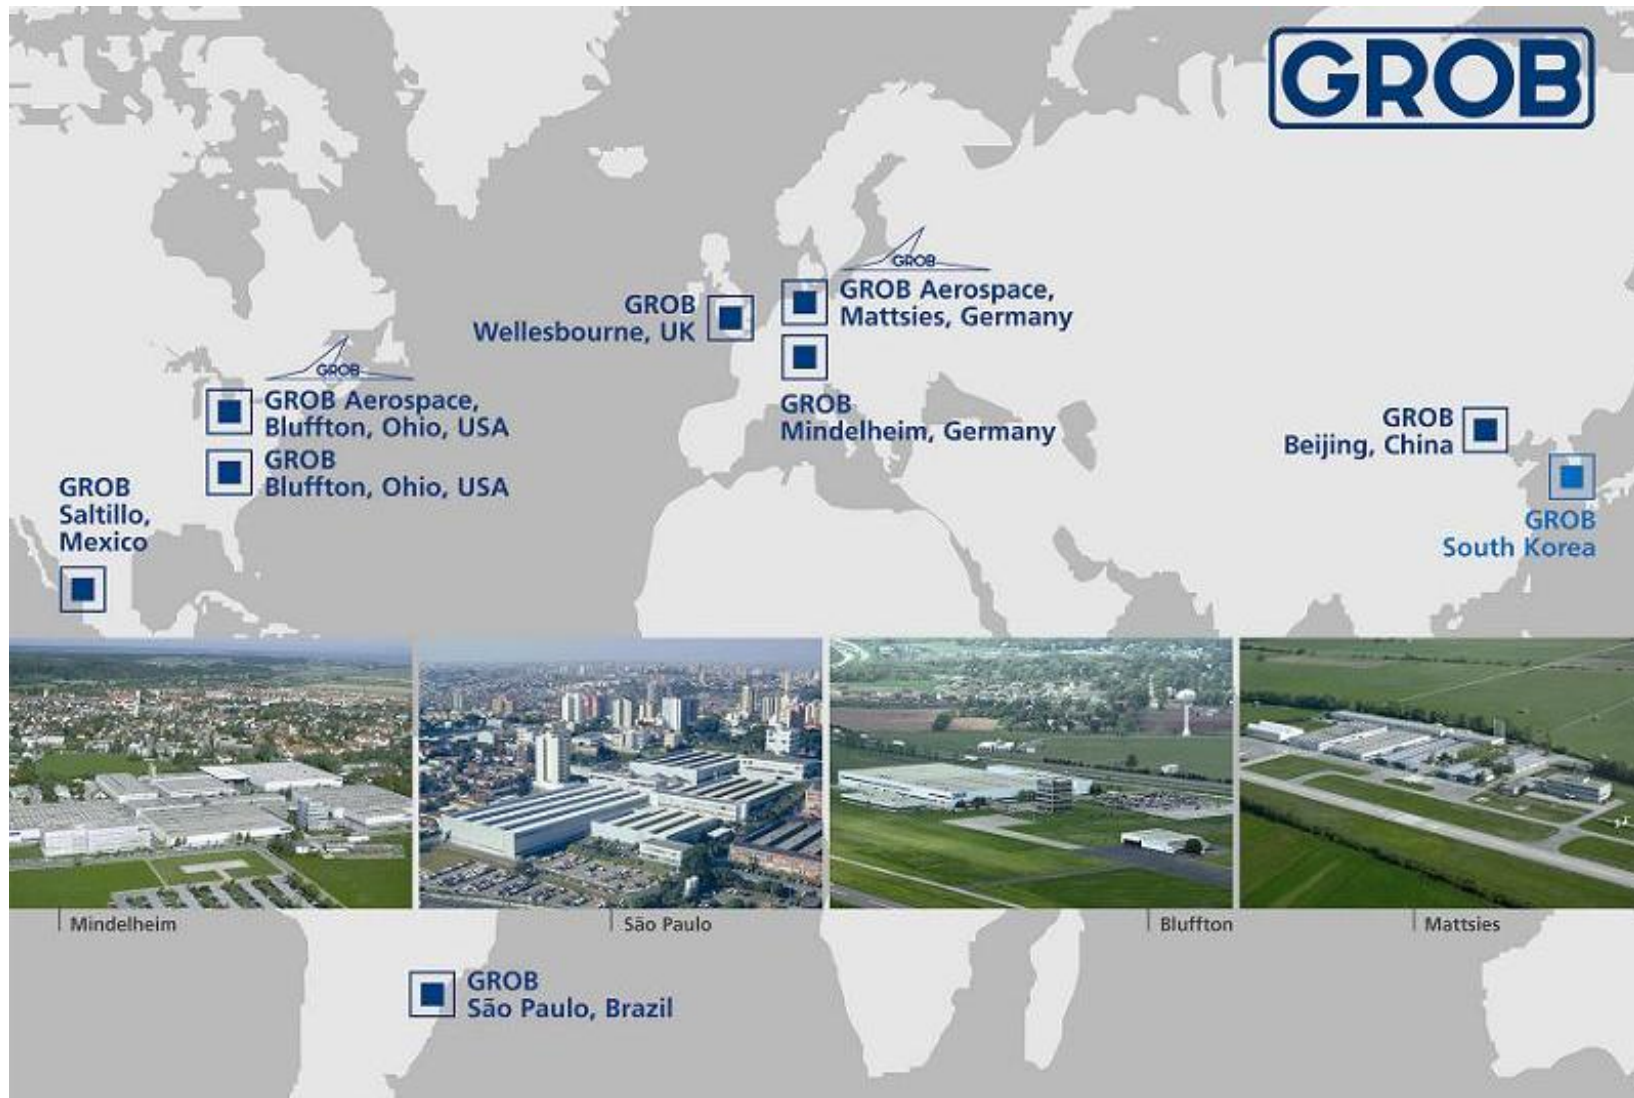 GROB
GROB
GROB Aerospace,
Mattsies, Germany
GROB
Wellesbourne, UK
GROB
Mindelheim, Germany
GROB
GROB Aerospace,
Bluffton, Ohio, USA
GROB
Bluffton, Ohio, USA
GROB
Saltillo,
Mexico
GROB
Beijing, China
GROB
South Korea
Mindelheim
São Paulo
Bluffton
Mattsies
GROB
São Paulo, Brazil